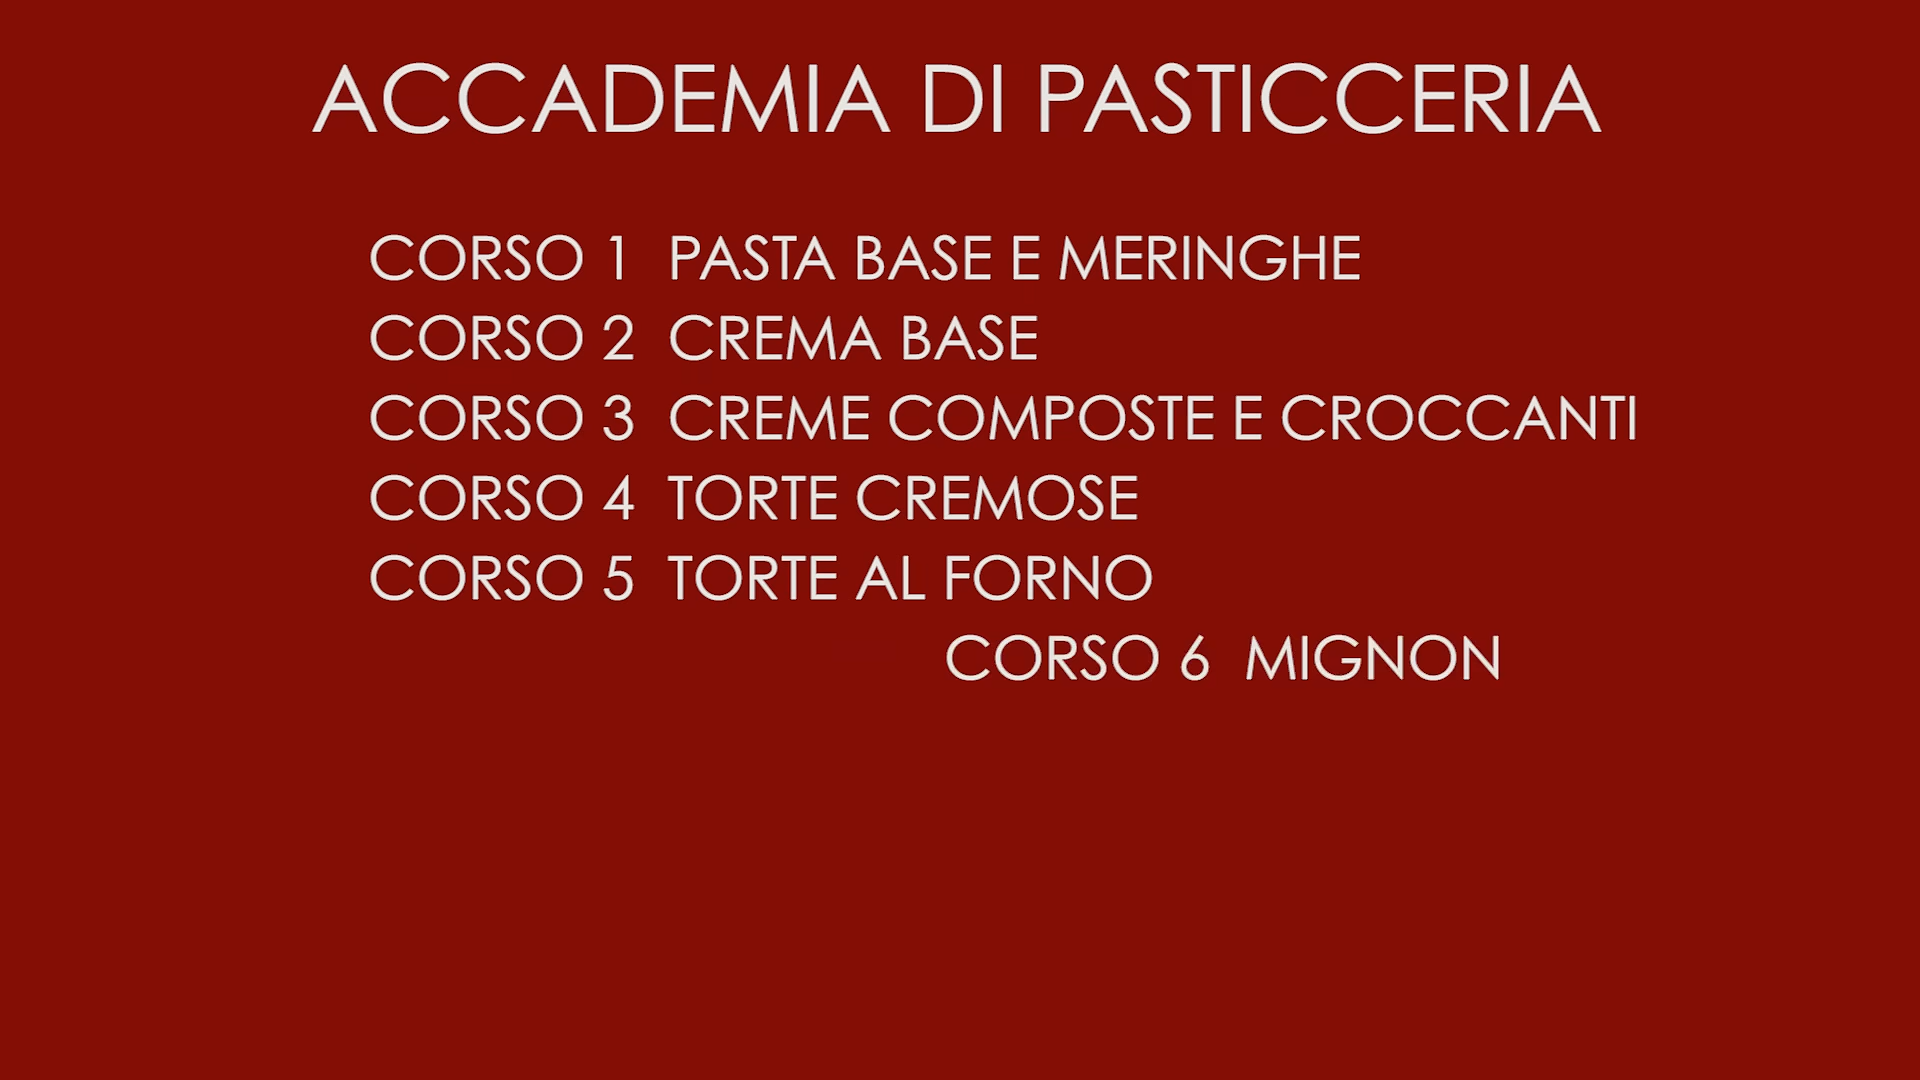 ACCADEMIA DI PASTICCERIA
CORSO 1 PASTA BASE E MERINGHE
CORSO 2 CREMA BASE
CORSO 3 CREME COMPOSTE E CROCCANTI
CORSO 4 TORTE CREMOSE
CORSO 5 TORTE AL FORNO
CORSO 6 MIGNON